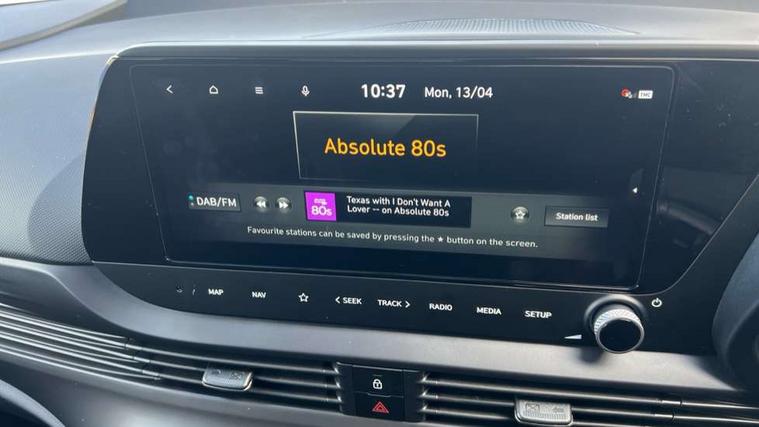 10:37 Mon, 13/04
TMC
Absolute 80s
DAB/FM
80s
Texas with I Don't Want A
Lover -- on Absolute 80s
Station list
Favourite stations can be saved by pressing the ★ button on the screen.
MAP NAV ☆ < SEEK TRACK > RADIO MEDIA SETUP